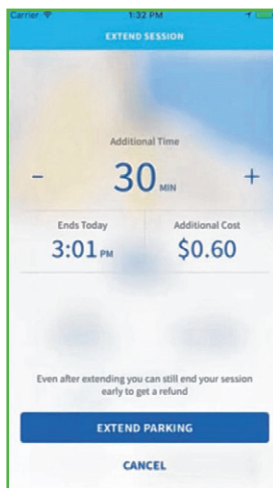 Carrier 1:32 PM
EXTEND SESSION
Additional Time
- 30 MIN +
Ends Today Additional Cost
3:01 PM $0.60
Even after extending you can still end your session
early to get a refund
EXTEND PARKING
CANCEL